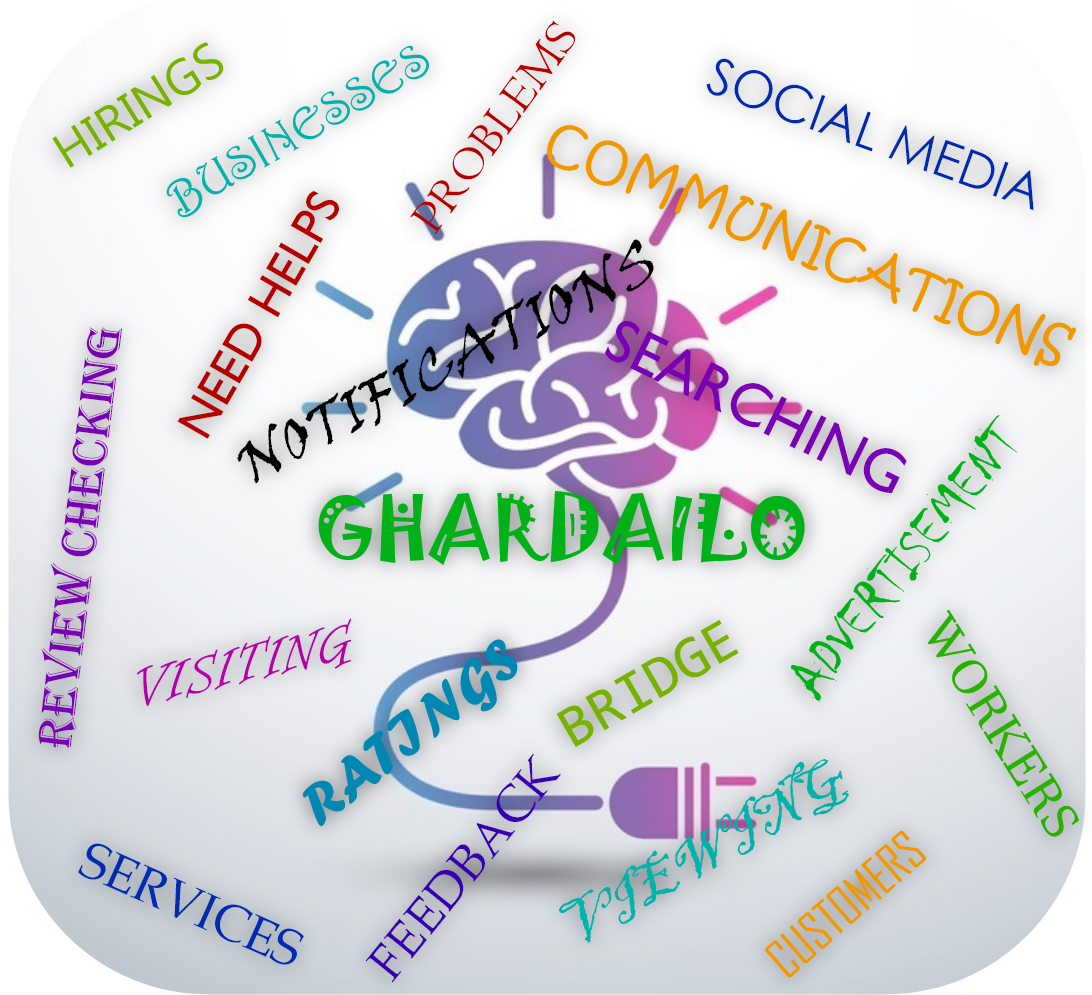 HIRINGS
BUSINESSES
PROBLEMS
SOCIAL MEDIA
COMMUNICATIONS
NEED HELPS
NOTIFICATIONS
SEARCHING
REVIEW CHECKING
GHARDAILO
ADVERTISEMENT
VISITING
RATINGS
BRIDGE
WORKERS
FEEDBACK
VIEWING
SERVICES
CUSTOMERS